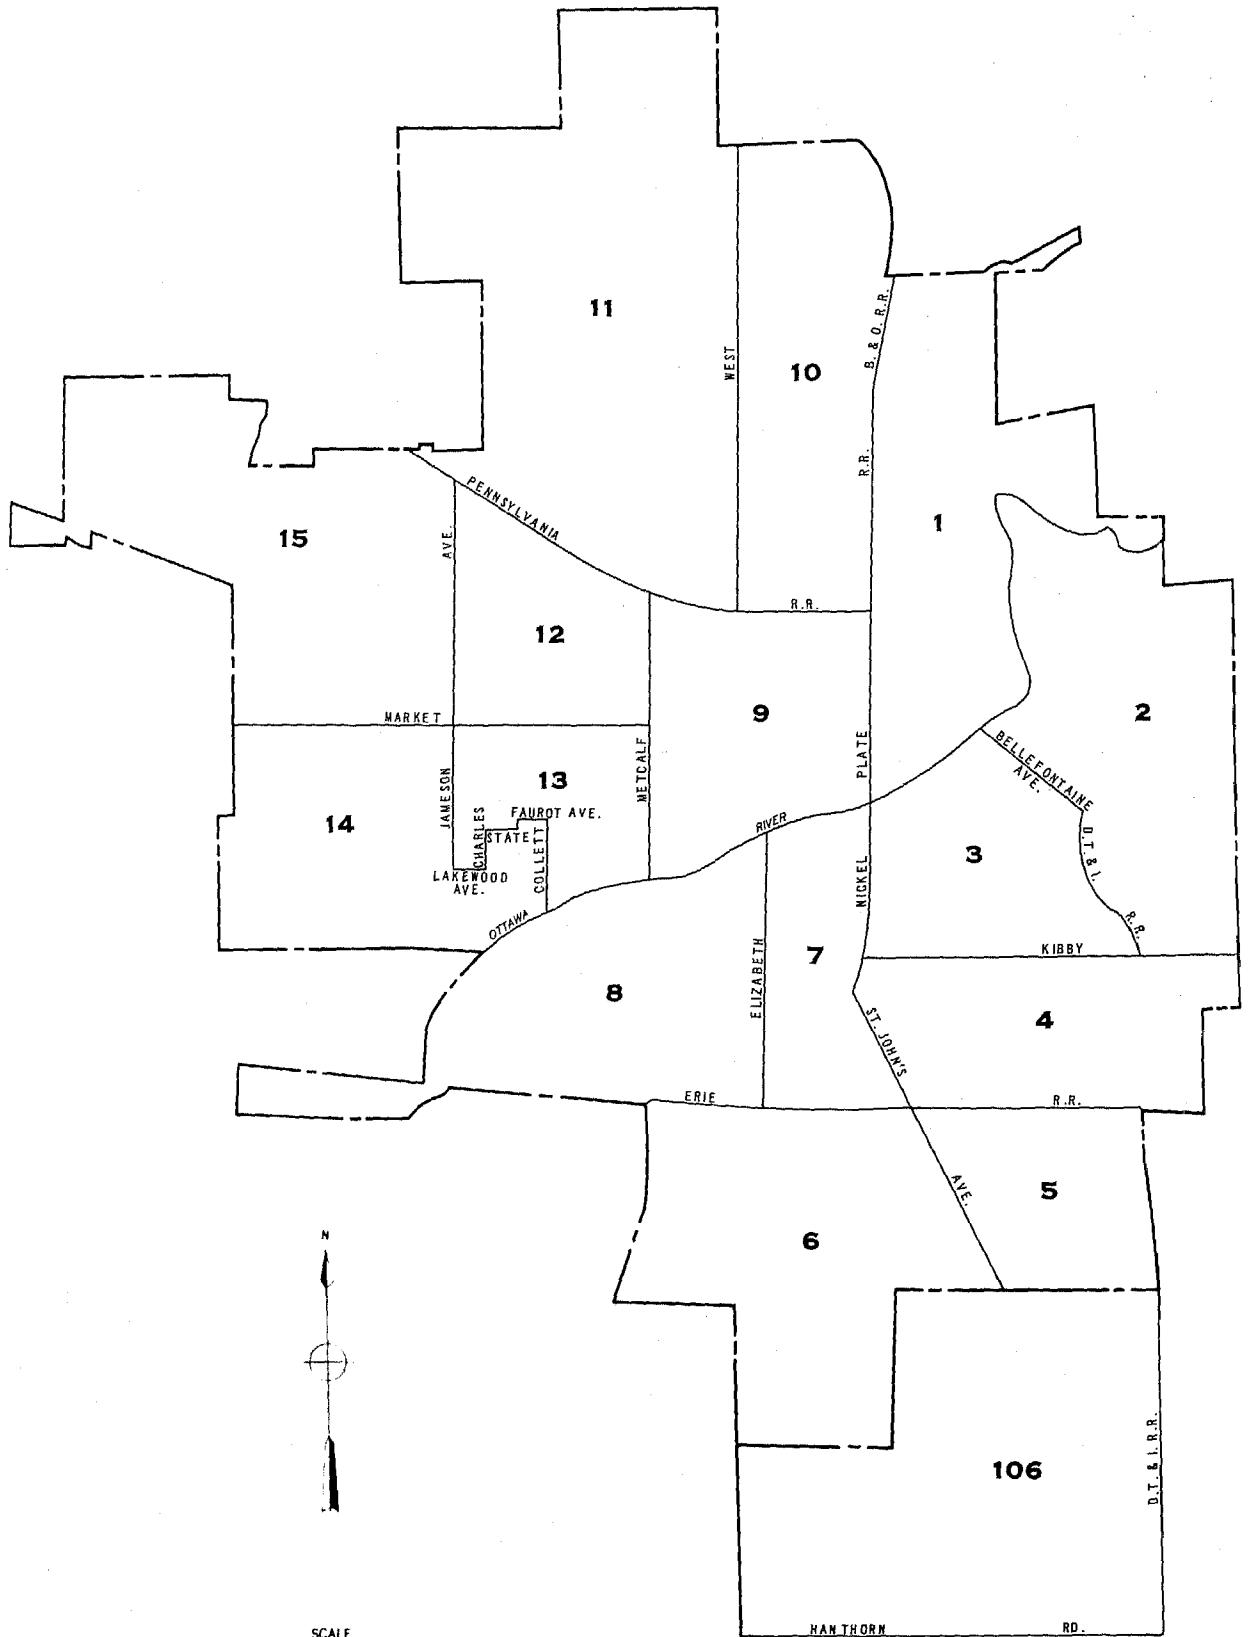 11
WEST
10
B. & O. R.R.
R.R.
PENNSYLVANIA
R.R.
1
15
AVE.
12
9
2
MARKET
METCALF
PLATE
BELLEFONTAINE
AVE.
JAMESON
13
FAUROT AVE.
CHARLES
STATE
14
COLLETT
LAKEWOOD
AVE.
RIVER
D.T. & I.
R.R.
3
NICKEL
OTTAWA
KIBBY
ELIZABETH
7
8
4
ST. JOHN'S
ERIE
R.R.
AVE.
5
6
N
106
D.T. & I. R.R.
HANTHORN
RD.
SCALE